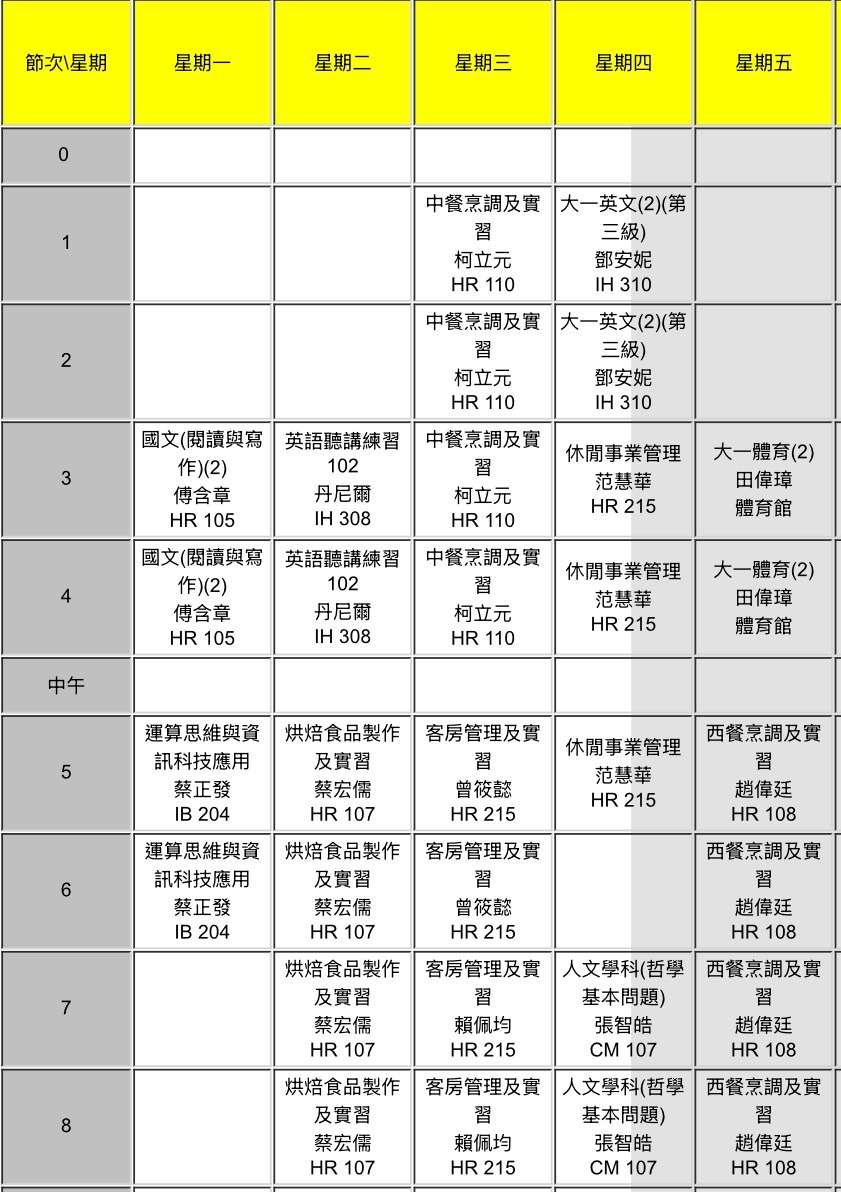 節次\星期 星期一 星期二 星期三 星期四 星期五
0
1
中餐烹調及實
習
柯立元
HR 110
大一英文(2)(第
三級)
鄧安妮
IH 310
2
中餐烹調及實
習
柯立元
HR 110
大一英文(2)(第
三級)
鄧安妮
IH 310
3
國文(閱讀與寫
作)(2)
傅含章
HR 105
英語聽講練習
102
丹尼爾
IH 308
中餐烹調及實
習
柯立元
HR 110
休閒事業管理
范慧華
HR 215
大一體育(2)
田偉璋
體育館
4
國文(閱讀與寫
作)(2)
傅含章
HR 105
英語聽講練習
102
丹尼爾
IH 308
中餐烹調及實
習
柯立元
HR 110
休閒事業管理
范慧華
HR 215
大一體育(2)
田偉璋
體育館
中午
5
運算思維與資
訊科技應用
蔡正發
IB 204
烘焙食品製作
及實習
蔡宏儒
HR 107
客房管理及實
習
曾筱懿
HR 215
休閒事業管理
范慧華
HR 215
西餐烹調及實
習
趙偉廷
HR 108
6
運算思維與資
訊科技應用
蔡正發
IB 204
烘焙食品製作
及實習
蔡宏儒
HR 107
客房管理及實
習
曾筱懿
HR 215
西餐烹調及實
習
趙偉廷
HR 108
7
烘焙食品製作
及實習
蔡宏儒
HR 107
客房管理及實
習
賴佩均
HR 215
人文學科(哲學
基本問題)
張智皓
CM 107
西餐烹調及實
習
趙偉廷
HR 108
8
烘焙食品製作
及實習
蔡宏儒
HR 107
客房管理及實
習
賴佩均
HR 215
人文學科(哲學
基本問題)
張智皓
CM 107
西餐烹調及實
習
趙偉廷
HR 108